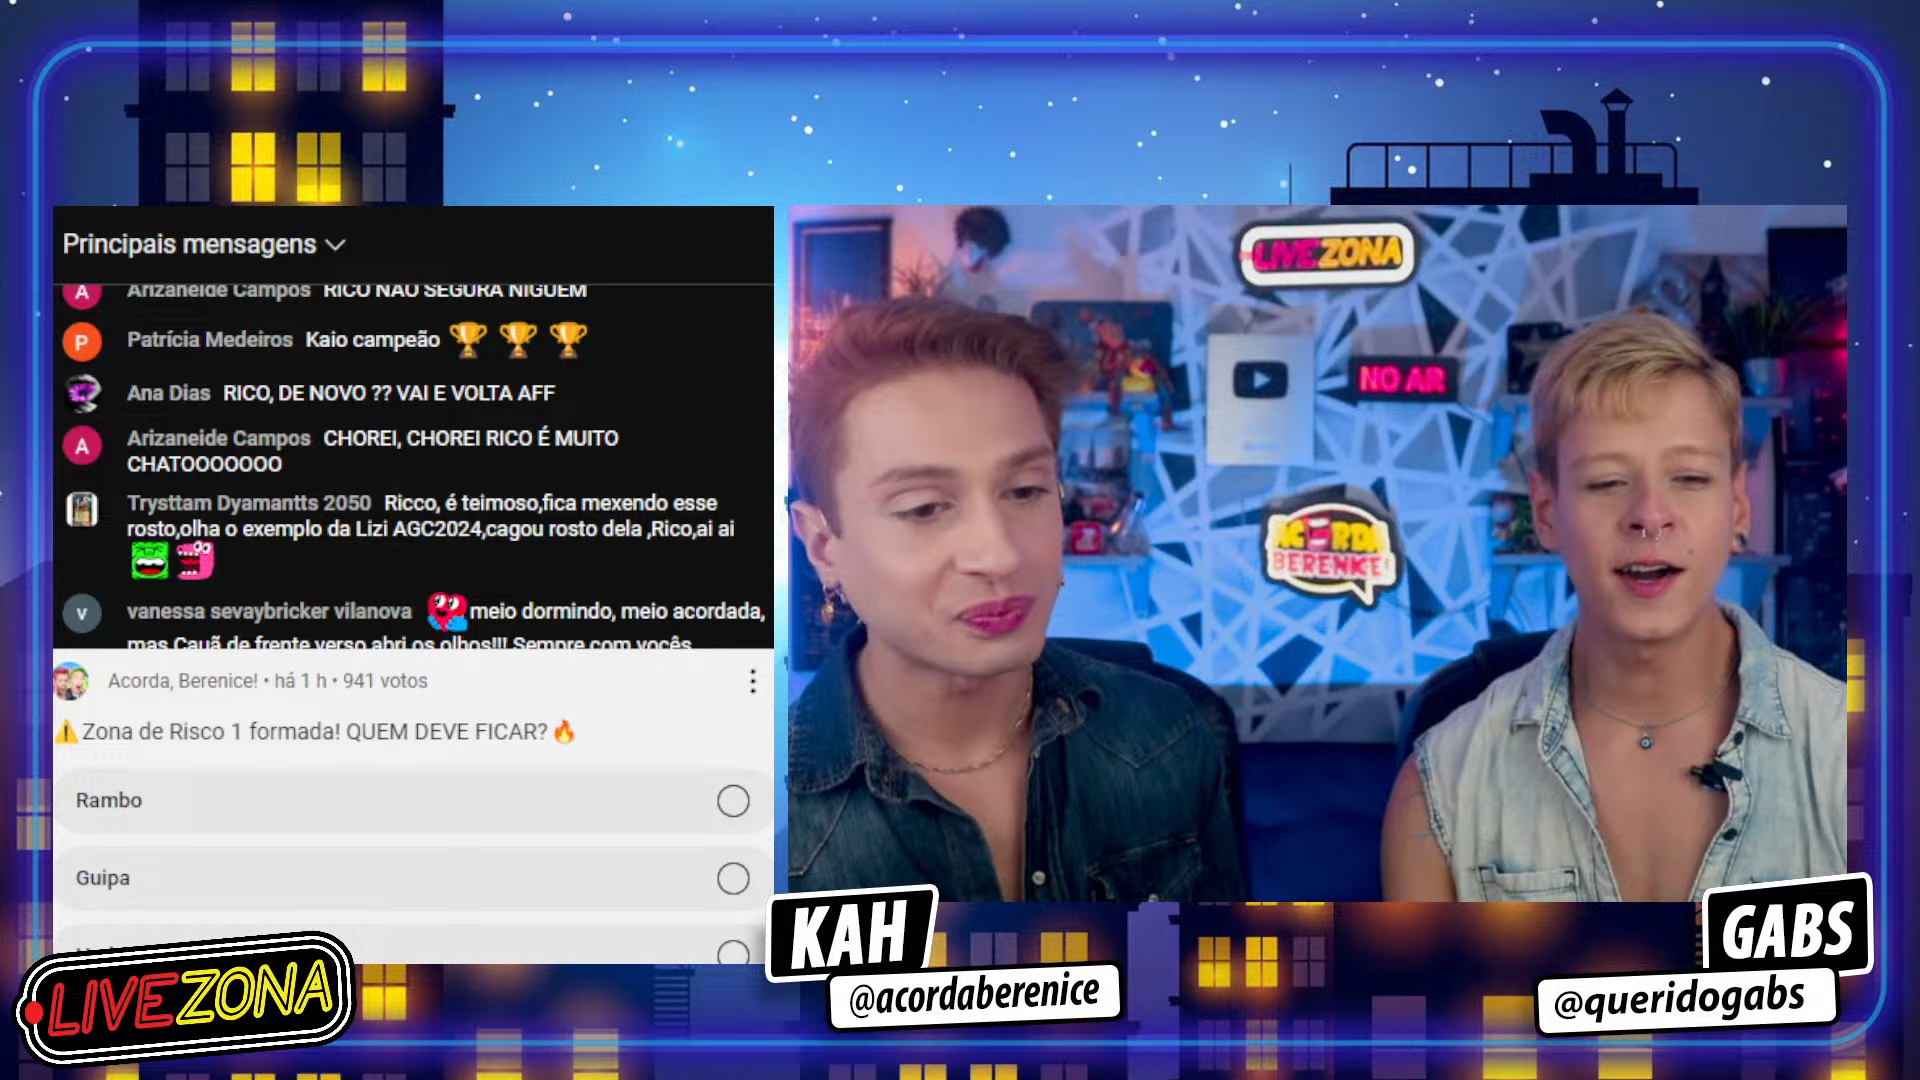 Principais mensagens
Arizaneide Campos RICO NAO SEGURA NIGUEM
Patrícia Medeiros Kaio campeão 🏆 🏆 🏆
Ana Dias RICO, DE NOVO ?? VAI E VOLTA AFF
Arizaneide Campos CHOREI, CHOREI RICO É MUITO
CHATOOOOOOO
Trysttam Dyamantts 2050 Ricco, é teimoso,fica mexendo esse
rosto,olha o exemplo da Lizi AGC2024,cagou rosto dela ,Rico,ai ai
vanessa sevaybricker vilanova meio dormindo, meio acordada,
mas Cauã de frente verso abri os olhos!!! Sempre com vocês
Acorda, Berenice! • há 1 h • 941 votos
⚠️ Zona de Risco 1 formada! QUEM DEVE FICAR? 🔥
Rambo
Guipa
LIVEZONA
LIVEZONA
NO AR
ACORDA
BERENICE!
KAH
@acordaberenice
GABS
@queridogabs